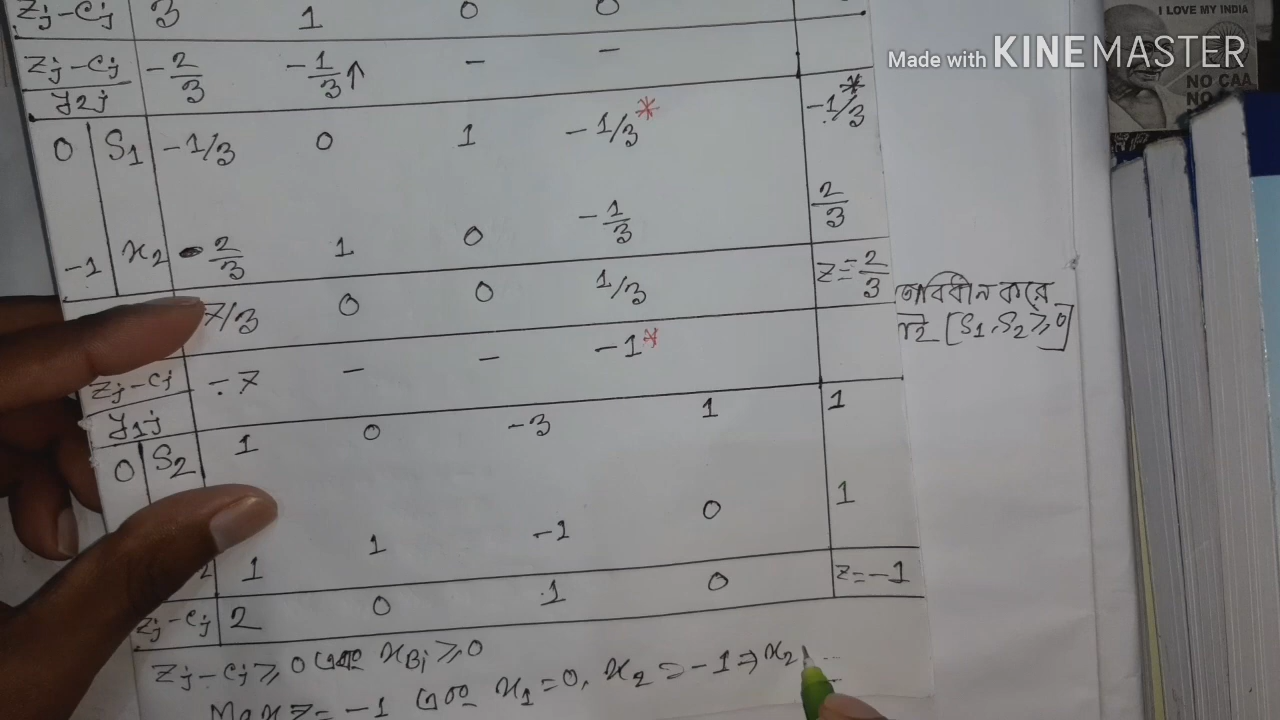 I LOVE MY INDIA
Zj-Cj 3 1 0 0
Made with KINEMASTER
Zj-Cj/Y2j -2/3 -1/3↑ - -
NO CAA
NO
0 S1 -1/3 0 1 -1/3* -1/3*
-1 x2 2/3 1 0 -1/3 2/3
7/3 0 0 1/3 Z=-2/3
[S1, S2 ≥ 0]
Zj-Cj/Y1j -7 - - -1*
0 S2 1 0 -3 1 1
2 1 1 -1 0 1
Zj-Cj 2 0 1 0 Z=-1
Zj-Cj ≥ 0 এবং xBi ≥ 0
Max Z = -1 এবং x1 = 0, x2 = -1 ⇒ x2